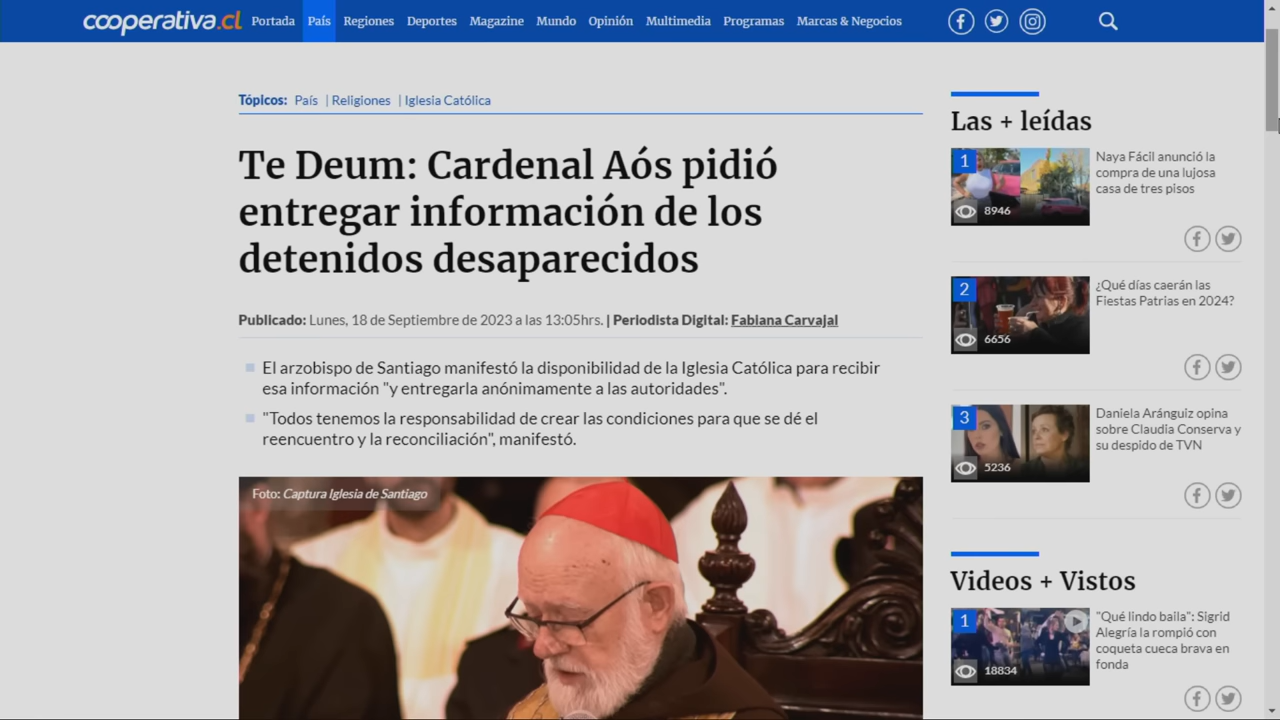 cooperativa.cl Portada País Regiones Deportes Magazine Mundo Opinión Multimedia Programas Marcas & Negocios
Tópicos: País | Religiones | Iglesia Católica
Te Deum: Cardenal Aós pidió
entregar información de los
detenidos desaparecidos
Publicado: Lunes, 18 de Septiembre de 2023 a las 13:05hrs. | Periodista Digital: Fabiana Carvajal
El arzobispo de Santiago manifestó la disponibilidad de la Iglesia Católica para recibir
esa información "y entregarla anónimamente a las autoridades".
"Todos tenemos la responsabilidad de crear las condiciones para que se dé el
reencuentro y la reconciliación", manifestó.
Foto: Captura Iglesia de Santiago
Las + leídas
1
8946
Naya Fácil anunció la
compra de una lujosa
casa de tres pisos
2
6656
¿Qué días caerán las
Fiestas Patrias en 2024?
3
5236
Daniela Aránguiz opina
sobre Claudia Conserva y
su despido de TVN
Videos + Vistos
1
18834
"Qué lindo baila": Sigrid
Alegría la rompió con
coqueta cueca brava en
fonda